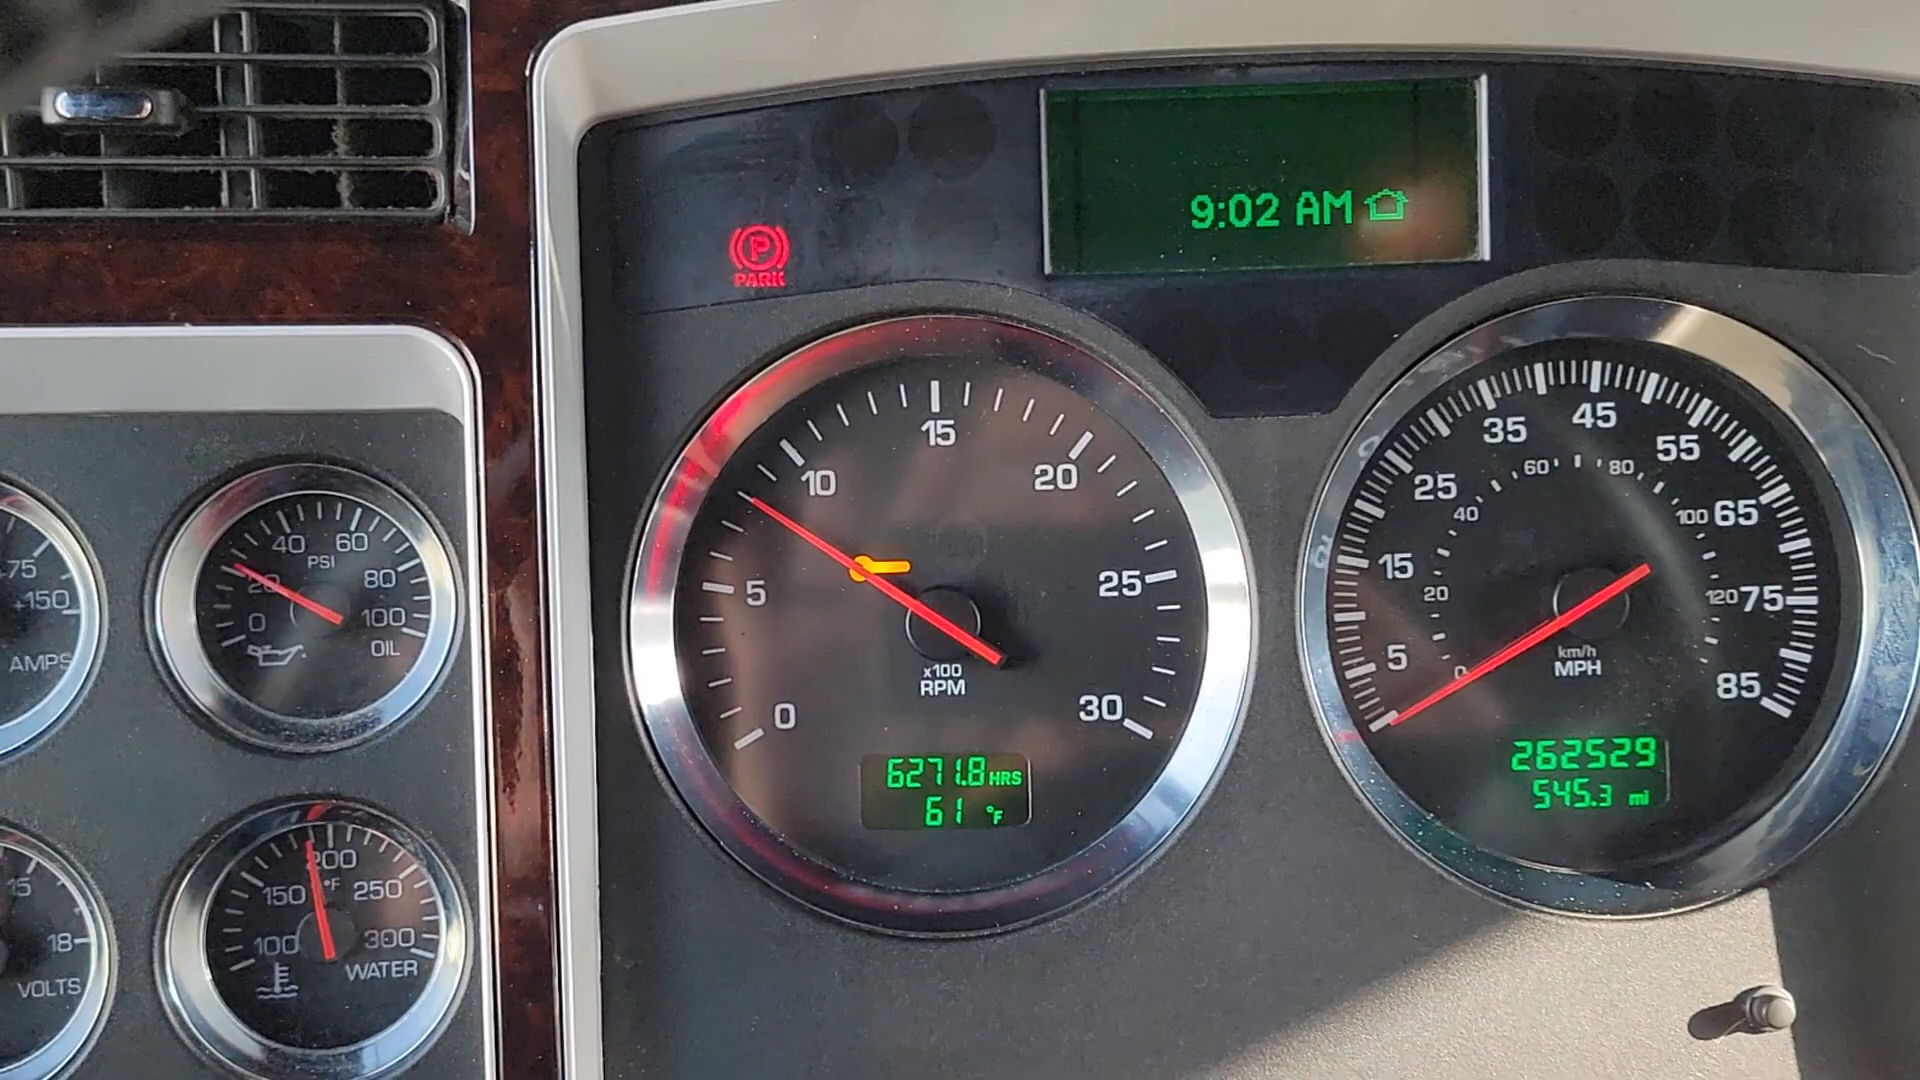 9:02 AM
P
PARK
75
+150
AMPS
40 60
PSI
20 80
0 100
OIL
15
18
VOLTS
200
°F
150 250
100 300
WATER
15
10 20
5 25
x100
RPM
0 30
6271.8 HRS
61 °F
45
35 55
25 65
15 75
5 85
60 80
40 100
20 120
0
km/h
MPH
262529
545.3 mi